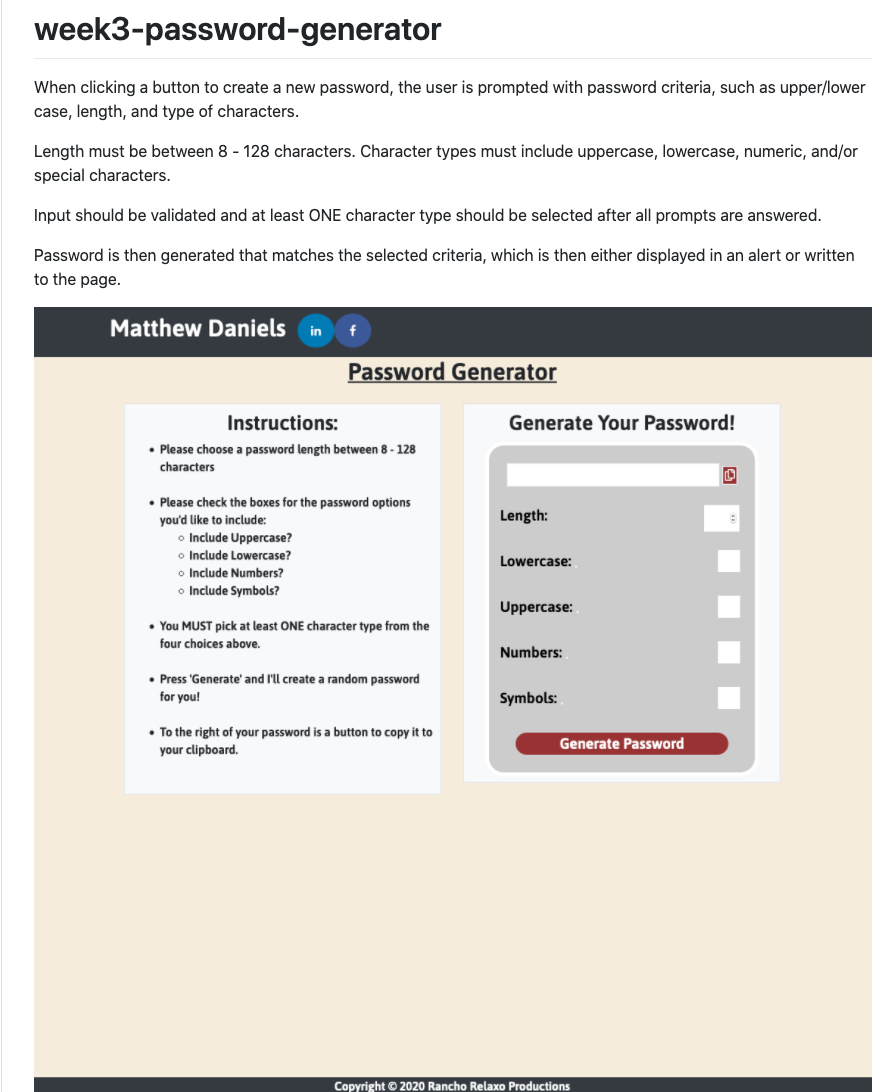 week3-password-generator
When clicking a button to create a new password, the user is prompted with password criteria, such as upper/lower
case, length, and type of characters.
Length must be between 8 - 128 characters. Character types must include uppercase, lowercase, numeric, and/or
special characters.
Input should be validated and at least ONE character type should be selected after all prompts are answered.
Password is then generated that matches the selected criteria, which is then either displayed in an alert or written
to the page.
Matthew Daniels in f
Password Generator
Instructions:
• Please choose a password length between 8 - 128
characters
• Please check the boxes for the password options
you'd like to include:
○ Include Uppercase?
○ Include Lowercase?
○ Include Numbers?
○ Include Symbols?
• You MUST pick at least ONE character type from the
four choices above.
• Press 'Generate' and I'll create a random password
for you!
• To the right of your password is a button to copy it to
your clipboard.
Generate Your Password!
Length:
Lowercase:
Uppercase:
Numbers:
Symbols:
Generate Password
Copyright © 2020 Rancho Relaxo Productions